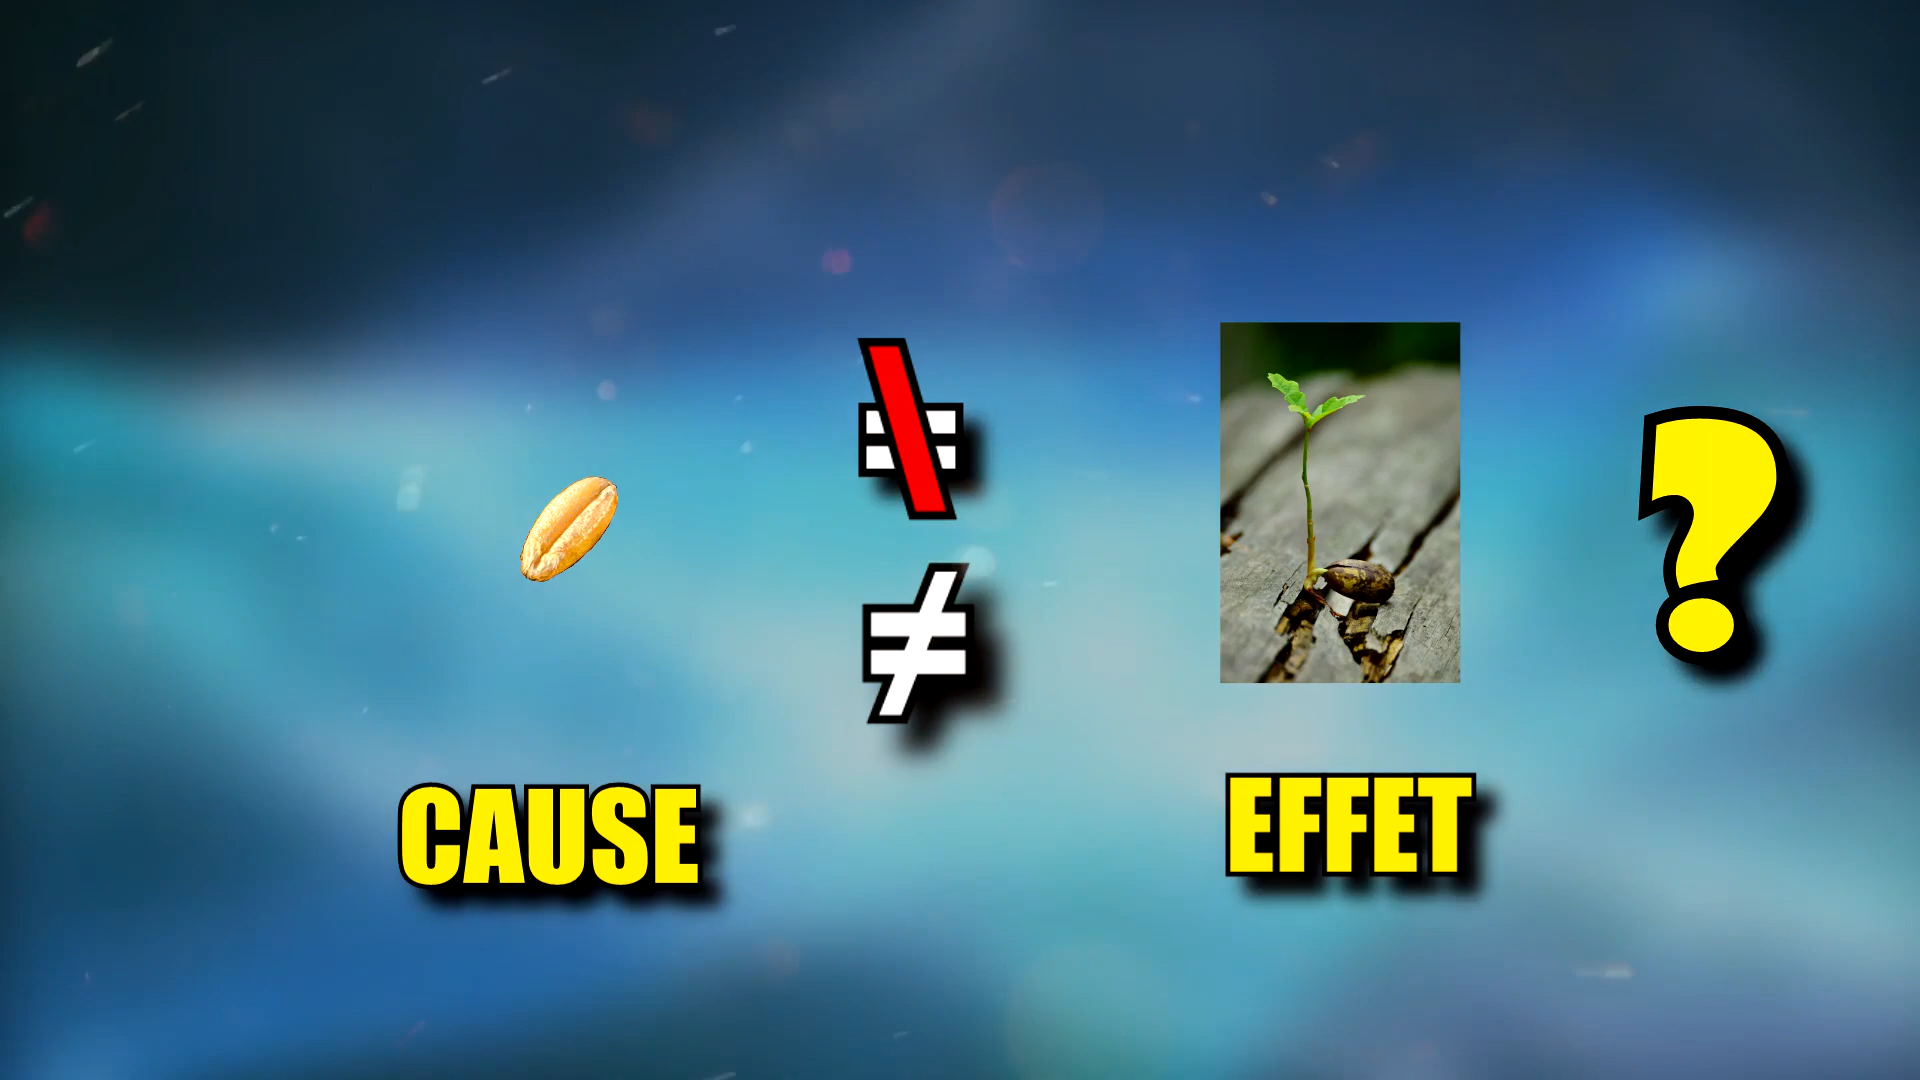 =
≠
?
CAUSE
EFFET